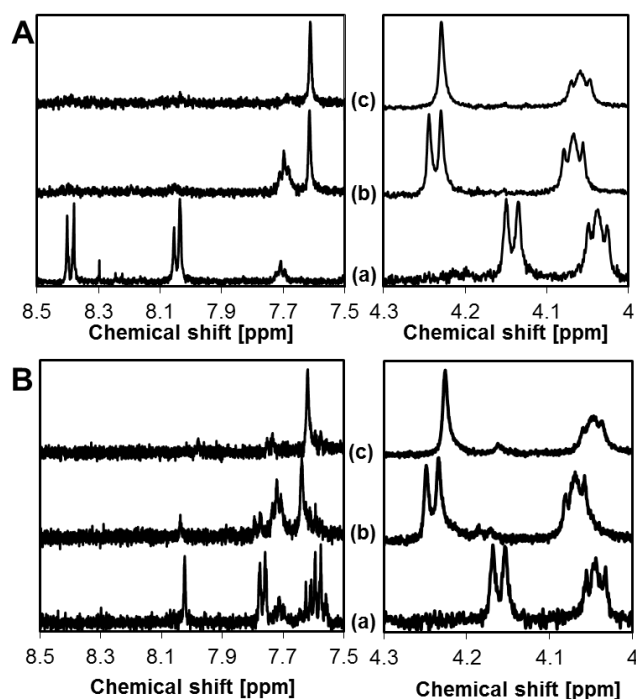 A
(c)
(b)
(a)
8.5 8.3 8.1 7.9 7.7 7.5
4.3 4.2 4.1 4
Chemical shift [ppm]
Chemical shift [ppm]
B
(c)
(b)
(a)
8.5 8.3 8.1 7.9 7.7 7.5
4.3 4.2 4.1 4
Chemical shift [ppm]
Chemical shift [ppm]